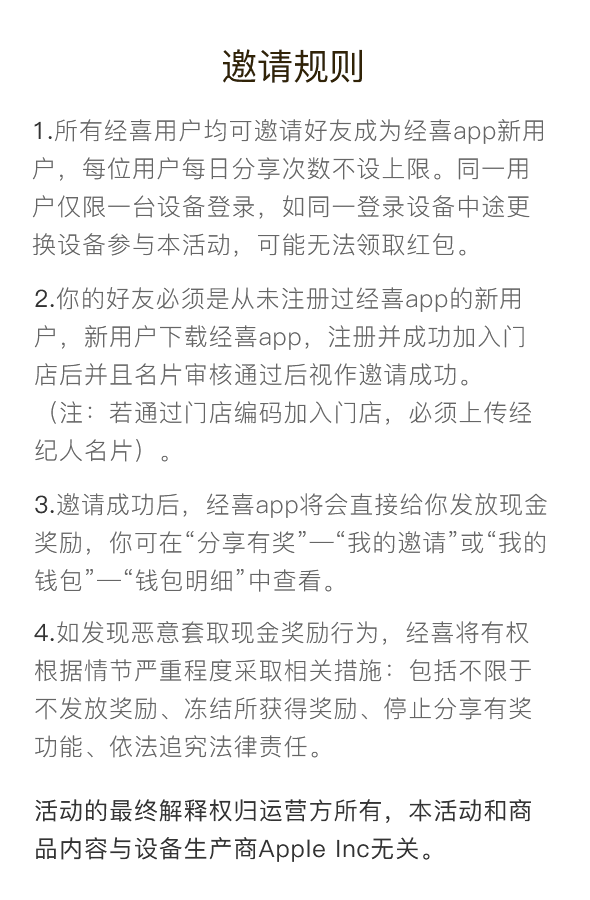 邀请规则
1.所有经喜用户均可邀请好友成为经喜app新用
户，每位用户每日分享次数不设上限。同一用
户仅限一台设备登录，如同一登录设备中途更
换设备参与本活动，可能无法领取红包。
2.你的好友必须是从未注册过经喜app的新用
户，新用户下载经喜app，注册并成功加入门
店后并且名片审核通过后视作邀请成功。
（注：若通过门店编码加入门店，必须上传经
纪人名片）。
3.邀请成功后，经喜app将会直接给你发放现金
奖励，你可在“分享有奖”—“我的邀请”或“我的
钱包”—“钱包明细”中查看。
4.如发现恶意套取现金奖励行为，经喜将有权
根据情节严重程度采取相关措施：包括不限于
不发放奖励、冻结所获得奖励、停止分享有奖
功能、依法追究法律责任。
活动的最终解释权归运营方所有，本活动和商
品内容与设备生产商Apple Inc无关。